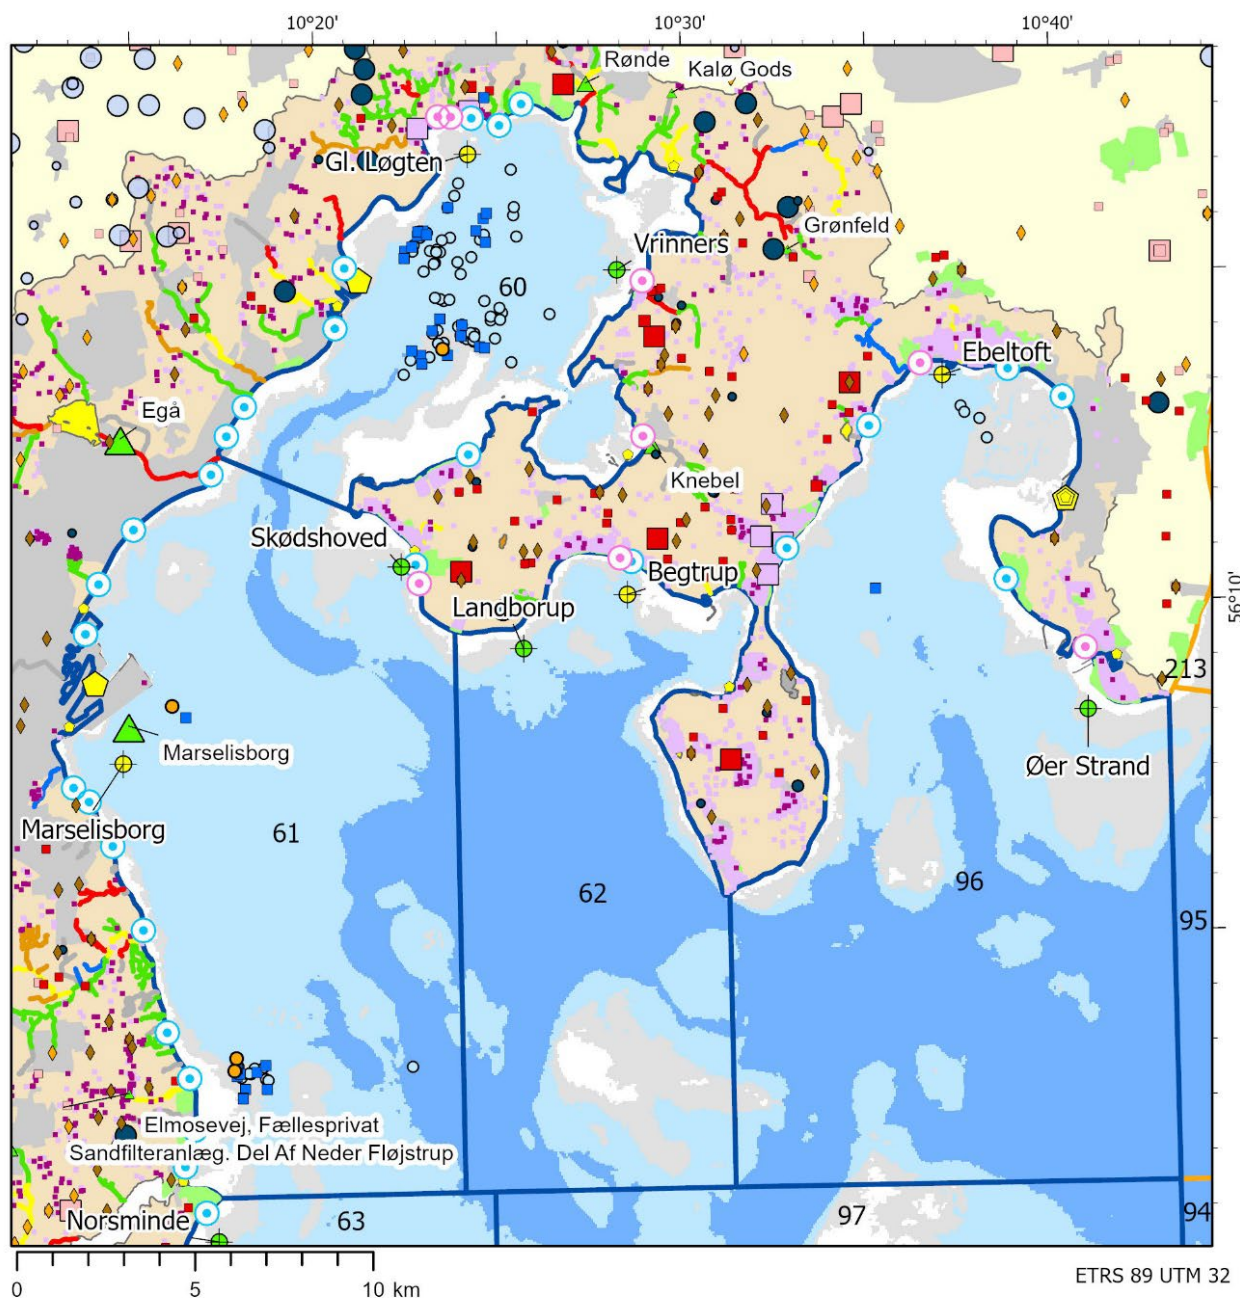 10°20'
10°30'
10°40'
Rønde
Kalø Gods
Gl. Løgten
Grønfeld
Vrinners
60
Ebeltoft
Egå
Knebel
Skødshoved
Begtrup
56°10'
Landborup
213
Marselisborg
Øer Strand
Marselisborg
61
62
96
95
Elmosevej, Fællesprivat
Sandfilteranlæg. Del Af Neder Fløjstrup
Norsminde
63
97
94
0
5
10 km
ETRS 89 UTM 32